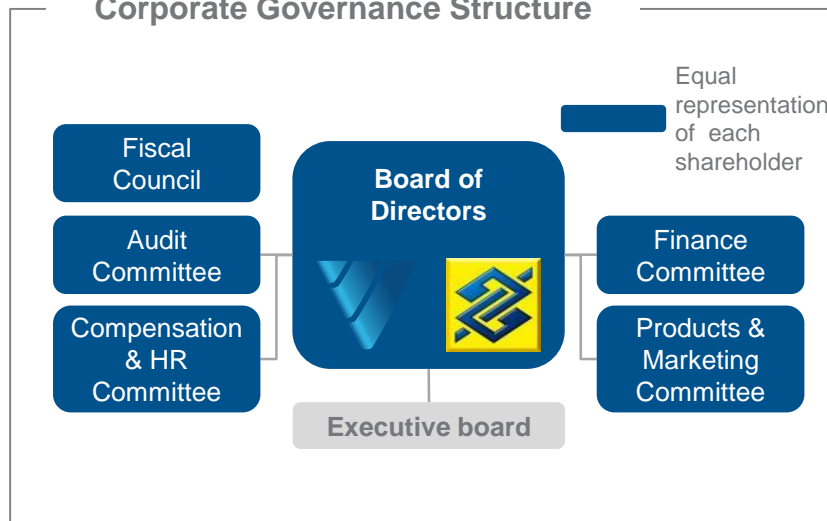 Corporate Governance Structure
Equal
representation
of each
shareholder
Fiscal
Council
Board of
Directors
Audit
Committee
Finance
Committee
Compensation
& HR
Committee
Products &
Marketing
Committee
Executive board